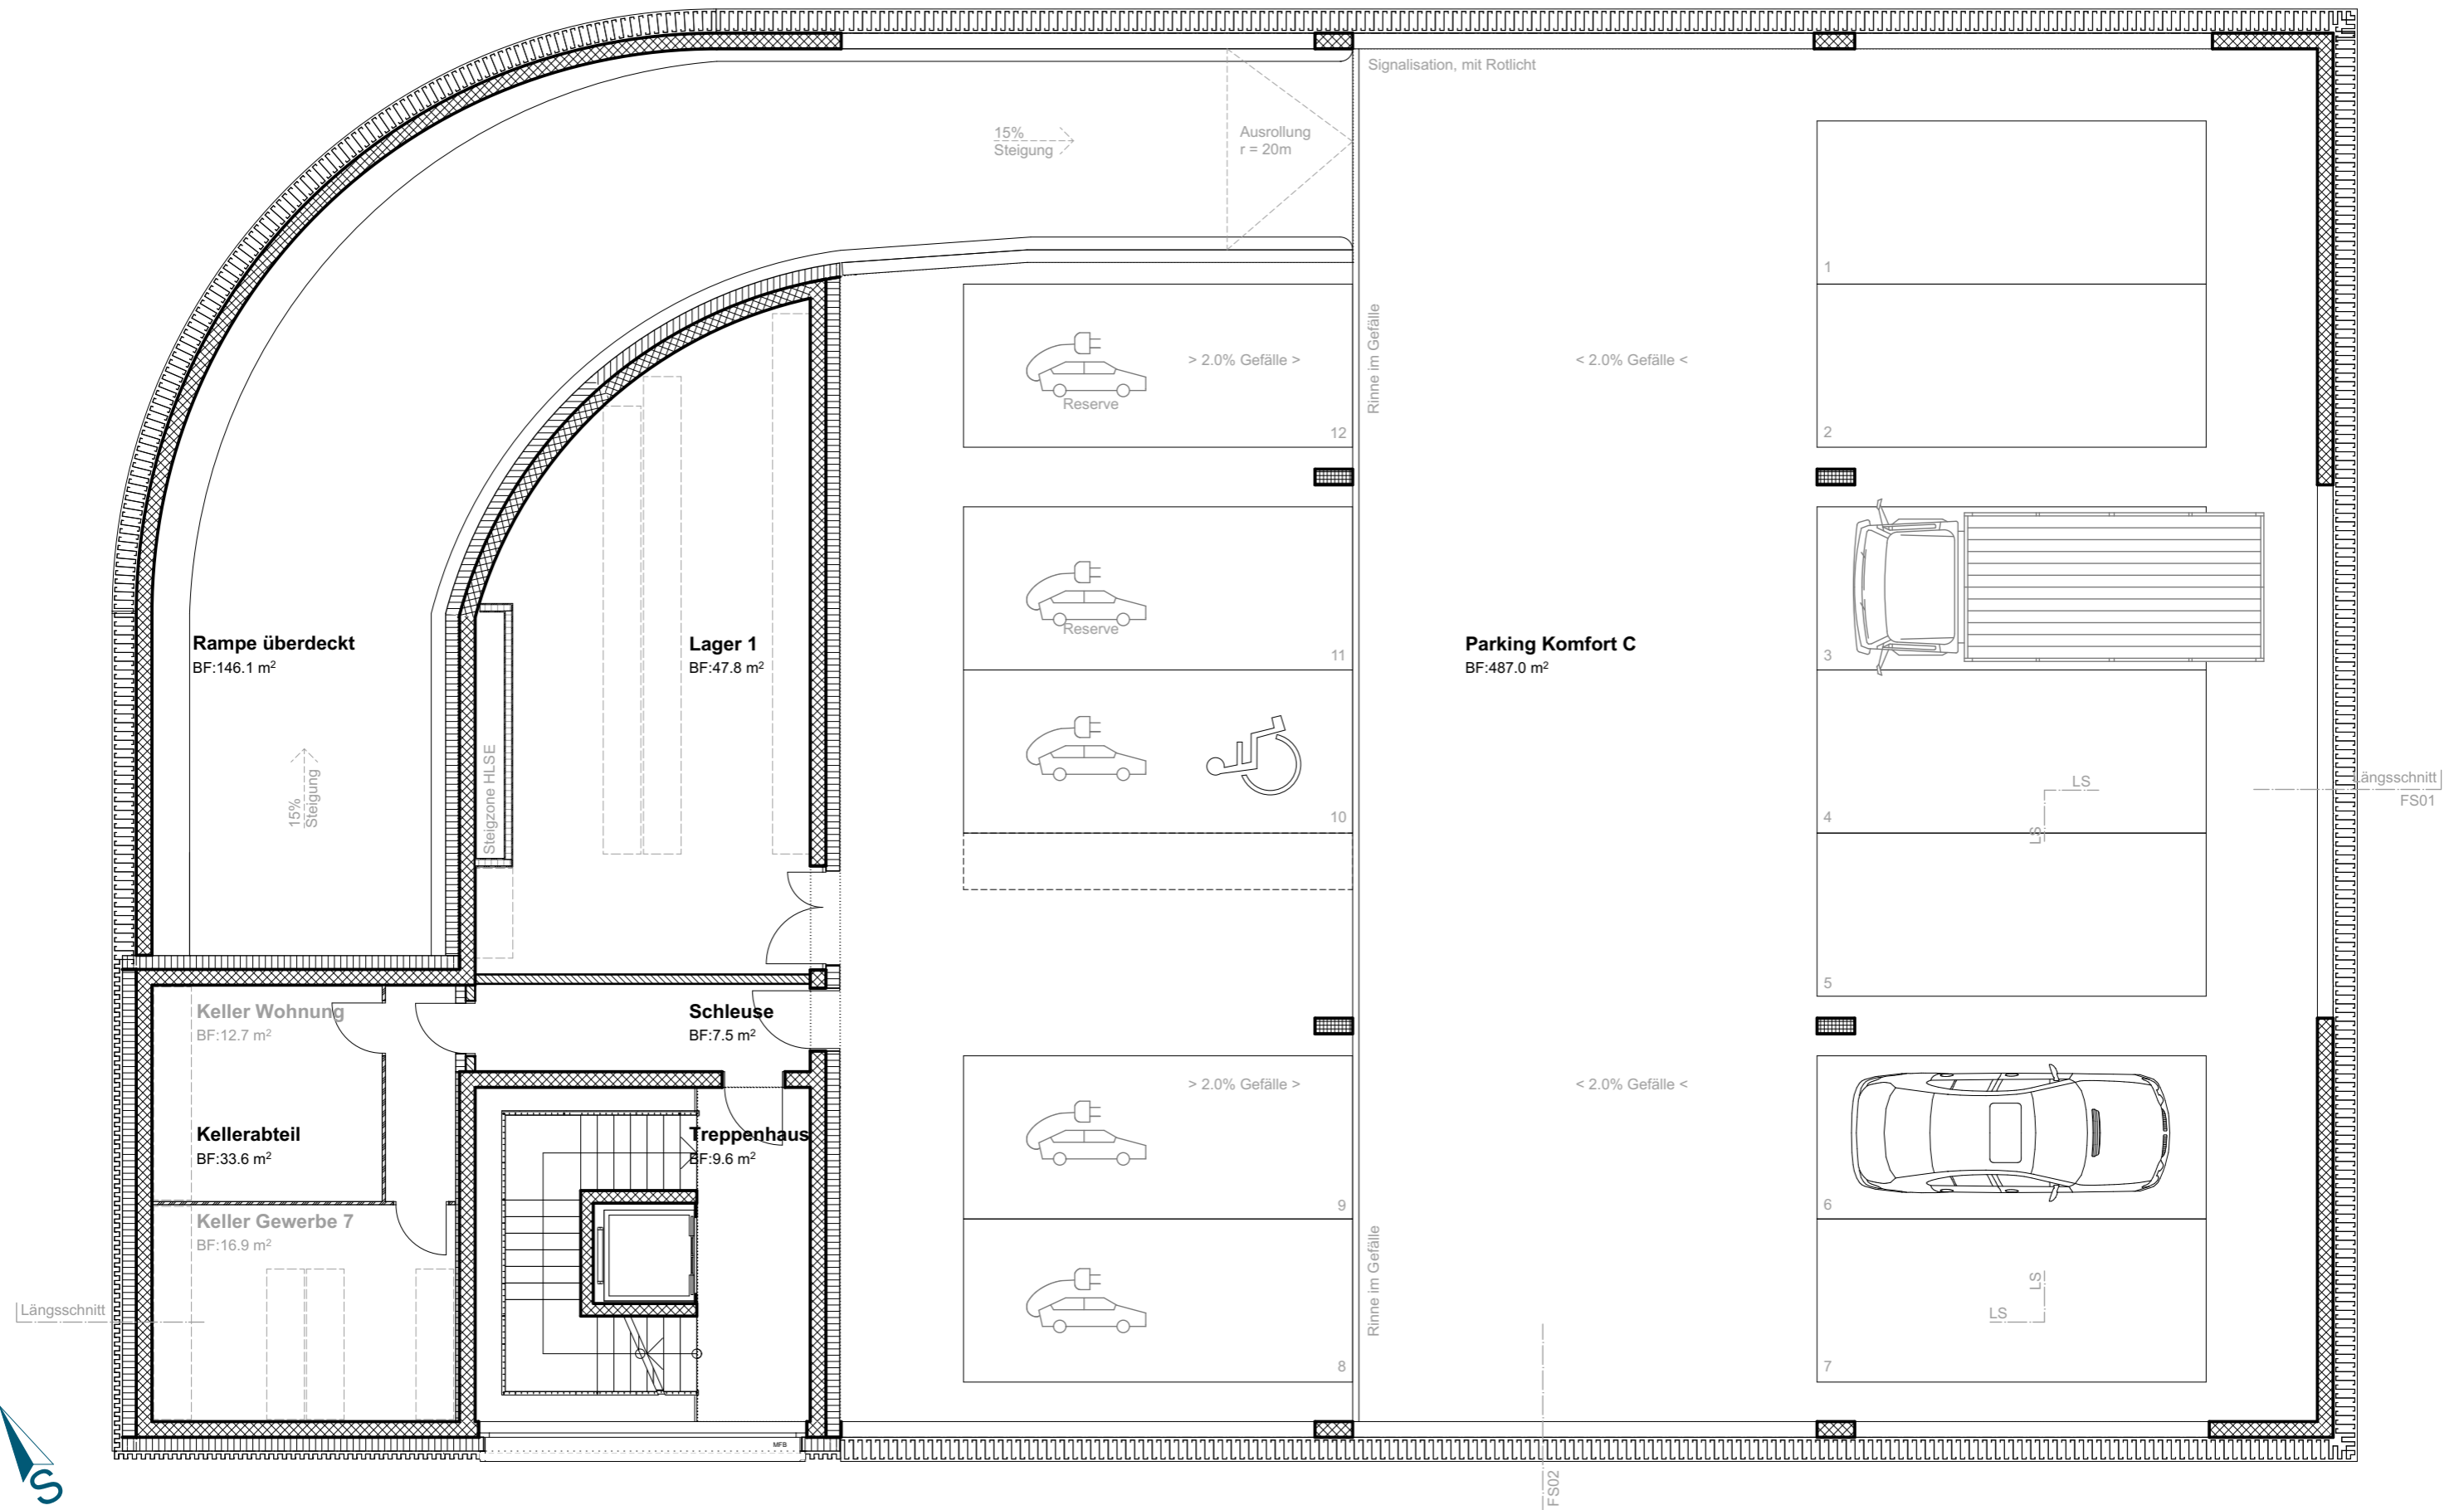 Signalisation, mit Rotlicht
15%
Steigung
Ausrollung
r = 20m
1
Rinne im Gefälle
> 2.0% Gefälle >
< 2.0% Gefälle <
Reserve
12
2
Rampe überdeckt
BF:146.1 m²
Lager 1
BF:47.8 m²
Reserve
11
Parking Komfort C
BF:487.0 m²
3
15%
Steigung
Steigzone HLSE
10
4
LS
LS
Längsschnitt
FS01
5
Keller Wohnung
BF:12.7 m²
Schleuse
BF:7.5 m²
> 2.0% Gefälle >
< 2.0% Gefälle <
Kellerabteil
BF:33.6 m²
Treppenhaus
BF:9.6 m²
9
6
Keller Gewerbe 7
BF:16.9 m²
Rinne im Gefälle
LS
LS
Längsschnitt
8
7
MFB
FS02
S